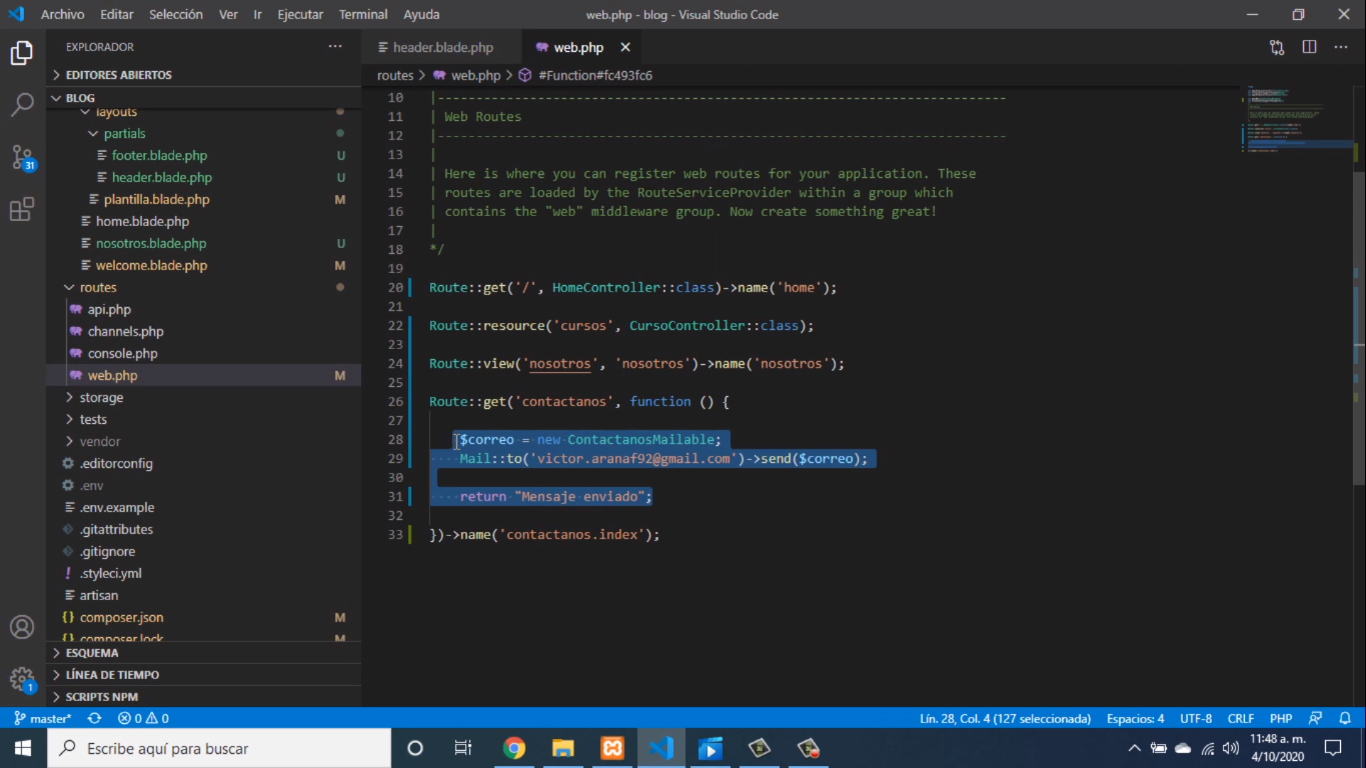 Archivo Editar Selección Ver Ir Ejecutar Terminal Ayuda web.php - blog - Visual Studio Code
EXPLORADOR ···
EDITORES ABIERTOS
BLOG
layouts
partials
footer.blade.php U
header.blade.php U
plantilla.blade.php M
home.blade.php
nosotros.blade.php U
welcome.blade.php M
routes
api.php
channels.php
console.php
web.php M
storage
tests
vendor
.editorconfig
.env
.env.example
.gitattributes
.gitignore
.styleci.yml
artisan
composer.json M
composer.lock M
ESQUEMA
LÍNEA DE TIEMPO
SCRIPTS NPM
31
1
header.blade.php web.php
routes > web.php > #Function#fc493fc6
10 |--------------------------------------------------------------------------
11 | Web Routes
12 |--------------------------------------------------------------------------
13 |
14 | Here is where you can register web routes for your application. These
15 | routes are loaded by the RouteServiceProvider within a group which
16 | contains the "web" middleware group. Now create something great!
17 |
18 */
19
20 Route::get('/', HomeController::class)->name('home');
21
22 Route::resource('cursos', CursoController::class);
23
24 Route::view('nosotros', 'nosotros')->name('nosotros');
25
26 Route::get('contactanos', function () {
27
28 $correo = new ContactanosMailable;
29 Mail::to('victor.aranaf92@gmail.com')->send($correo);
30
31 return "Mensaje enviado";
32
33 })->name('contactanos.index');
master* 0 0 Lín. 28, Col. 4 (127 seleccionada) Espacios: 4 UTF-8 CRLF PHP
Escribe aquí para buscar
11:48 a. m.
4/10/2020